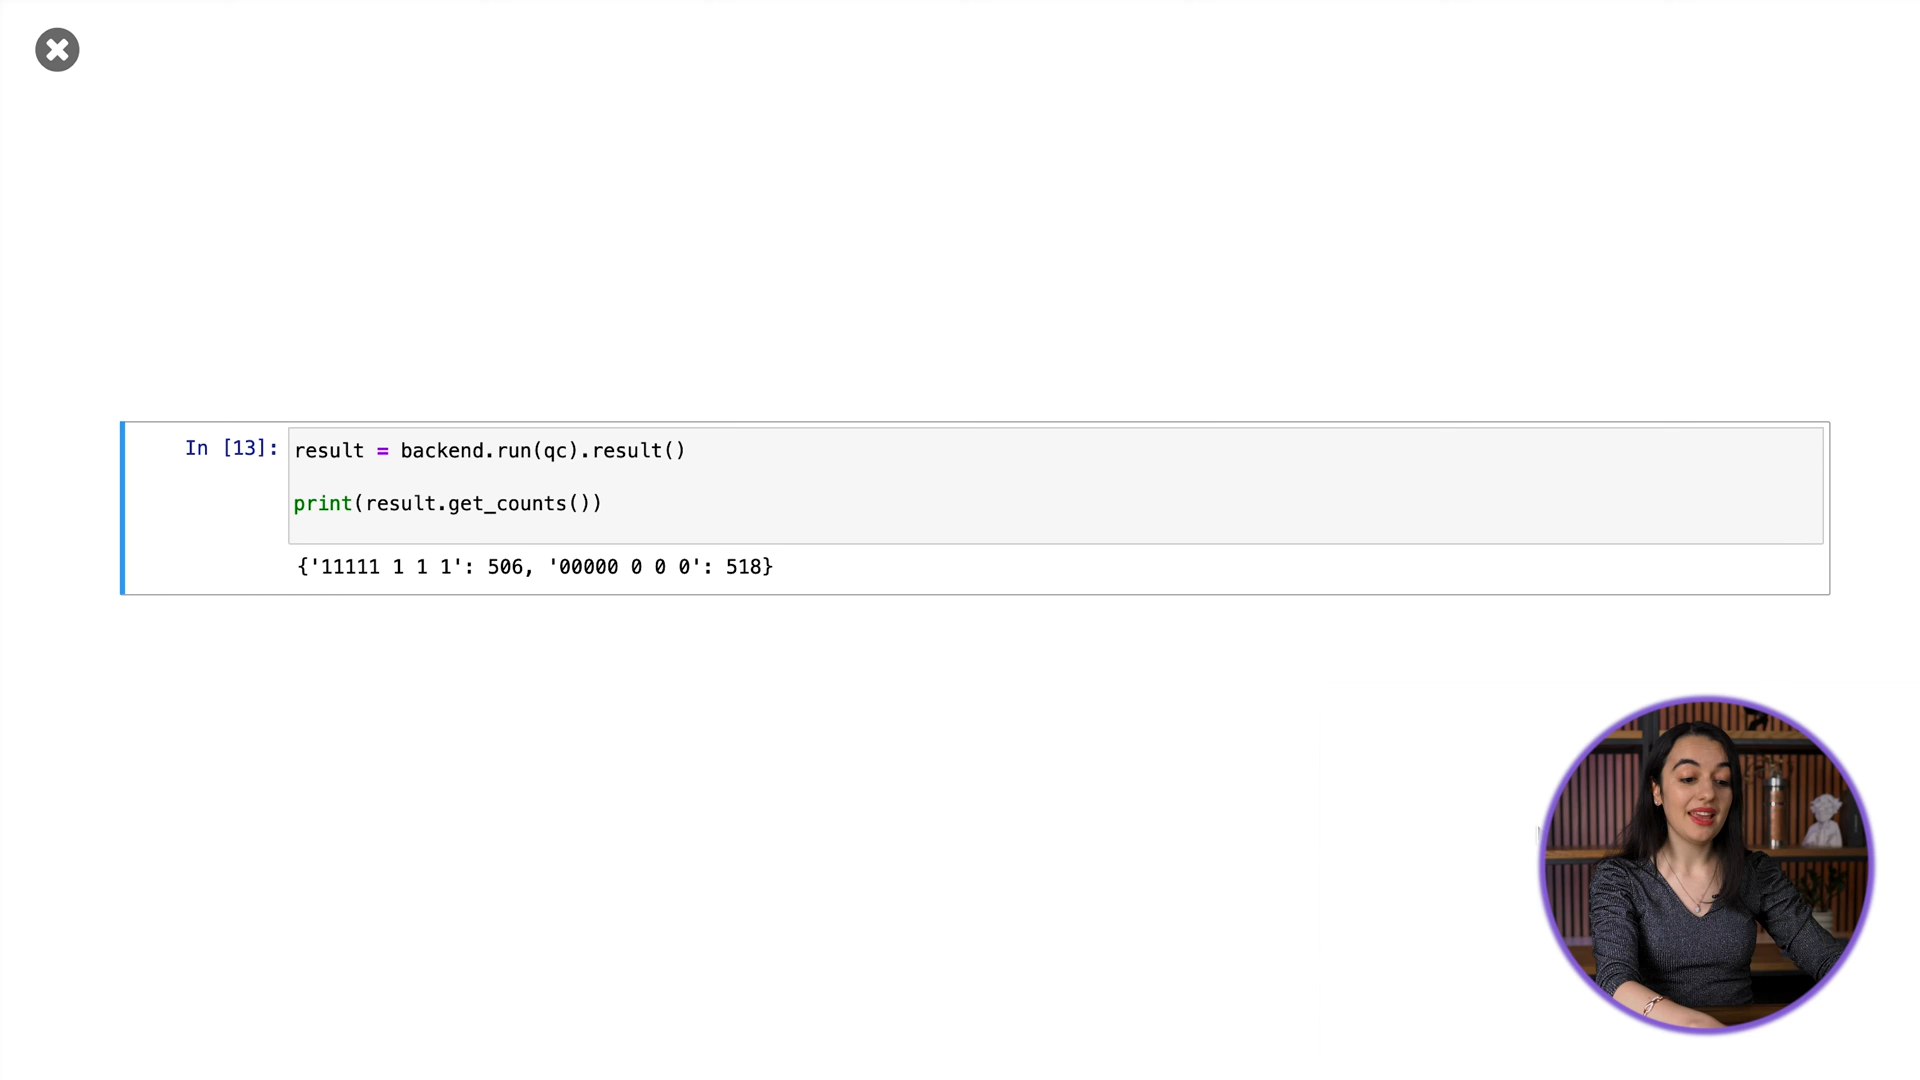 In [13]: result = backend.run(qc).result()
print(result.get_counts())
{'11111 1 1 1': 506, '00000 0 0 0': 518}